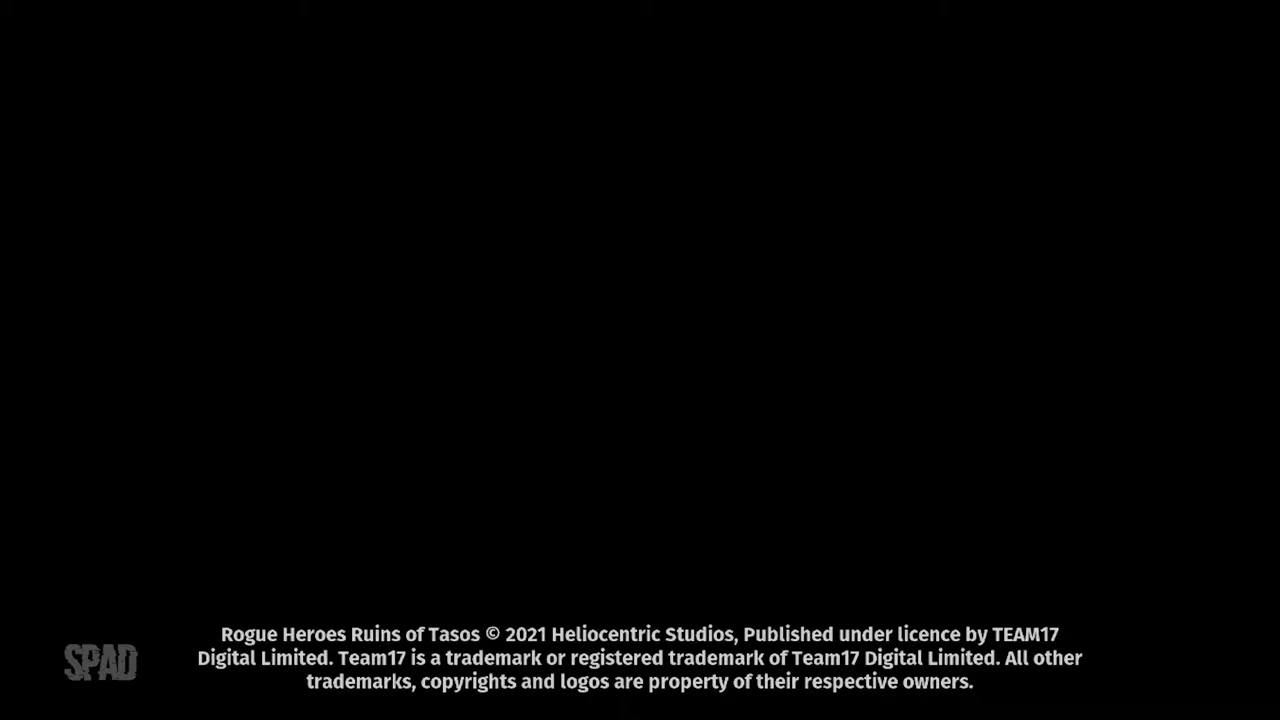 Rogue Heroes Ruins of Tasos © 2021 Heliocentric Studios, Published under licence by TEAM17
Digital Limited. Team17 is a trademark or registered trademark of Team17 Digital Limited. All other
trademarks, copyrights and logos are property of their respective owners.
SPAD